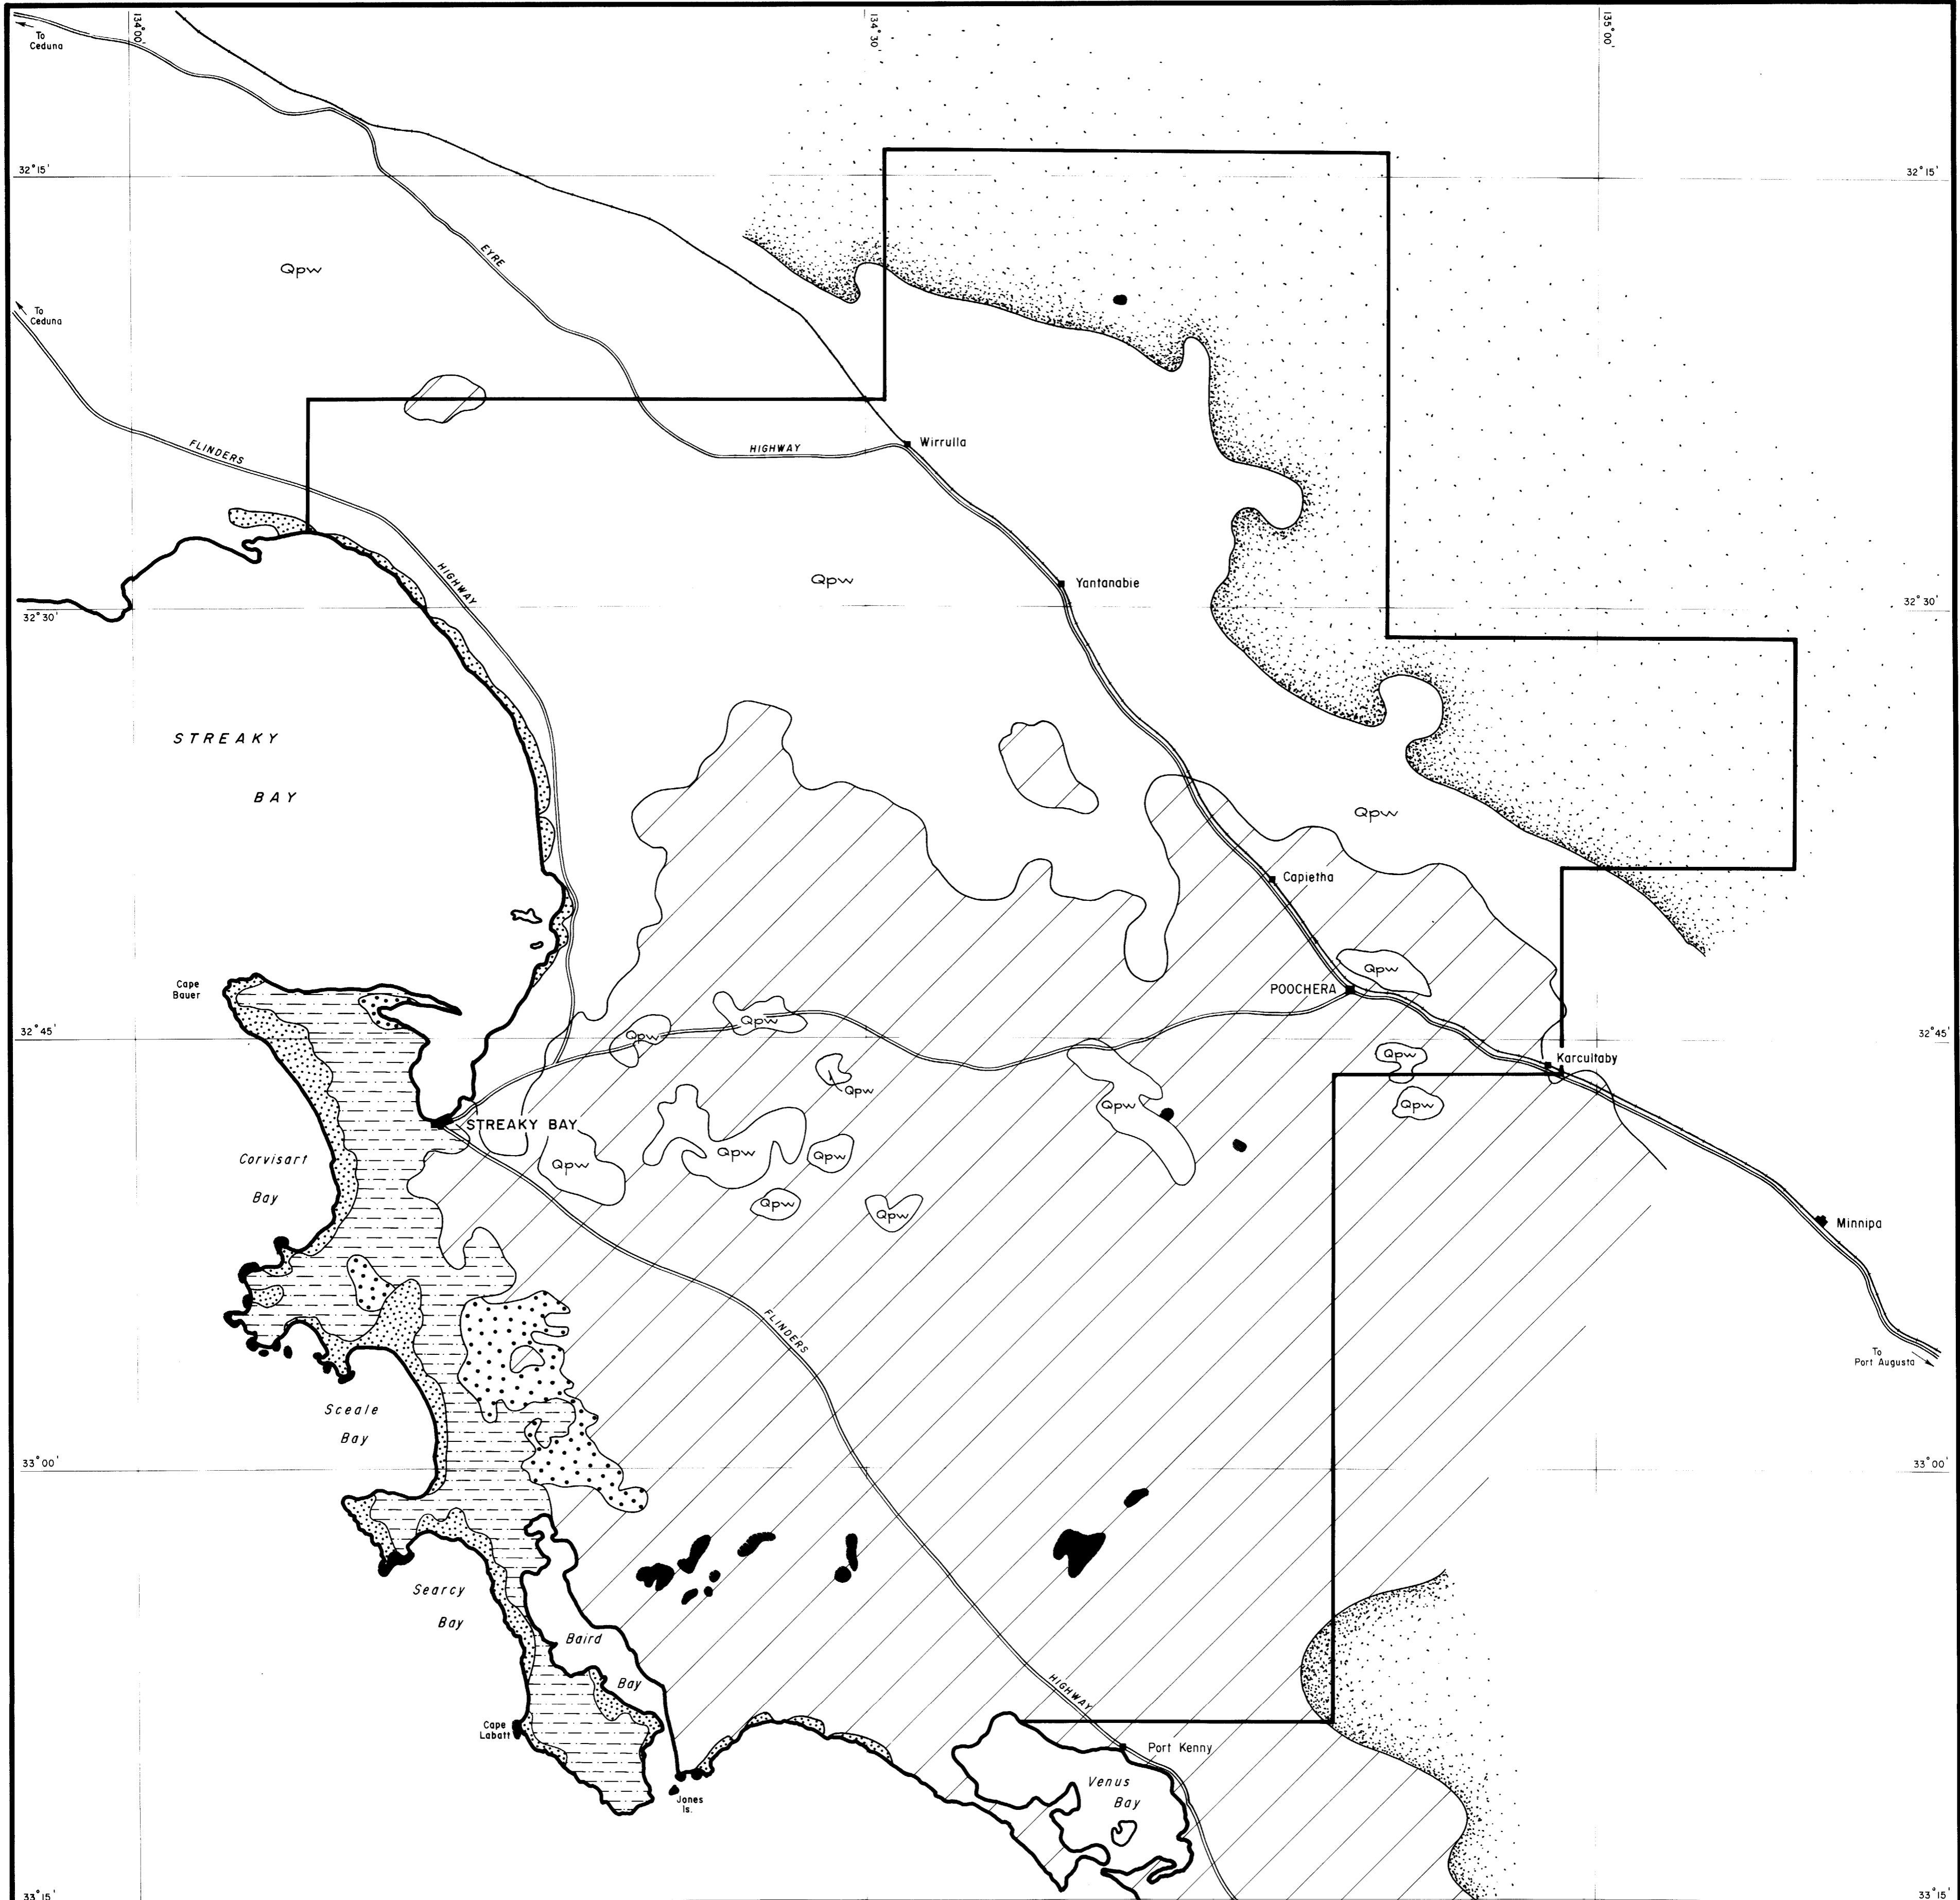 134°00'
134°30'
135°00'
To
Ceduna
32°15'
32°15'
EYRE
Qpw
To
Ceduna
FLINDERS
HIGHWAY
Wirrulla
HIGHWAY
Qpw
Yantanabie
32°30'
32°30'
STREAKY
BAY
Qpw
Capietha
Cape
Bauer
Qpw
POOCHERA
Qpw
Qpw
32°45'
32°45'
Qpw
Karcultaby
Qpw
Qpw
Qpw
STREAKY BAY
Qpw
Qpw
Qpw
Corvisart
Bay
Qpw
Qpw
Minnipa
FLINDERS
To
Port Augusta
Sceale
Bay
33°00'
33°00'
Searcy
Bay
Baird
Bay
HIGHWAY
Cape
Labatt
Port Kenny
Jones
Is.
Venus
Bay
33°15'
33°15'